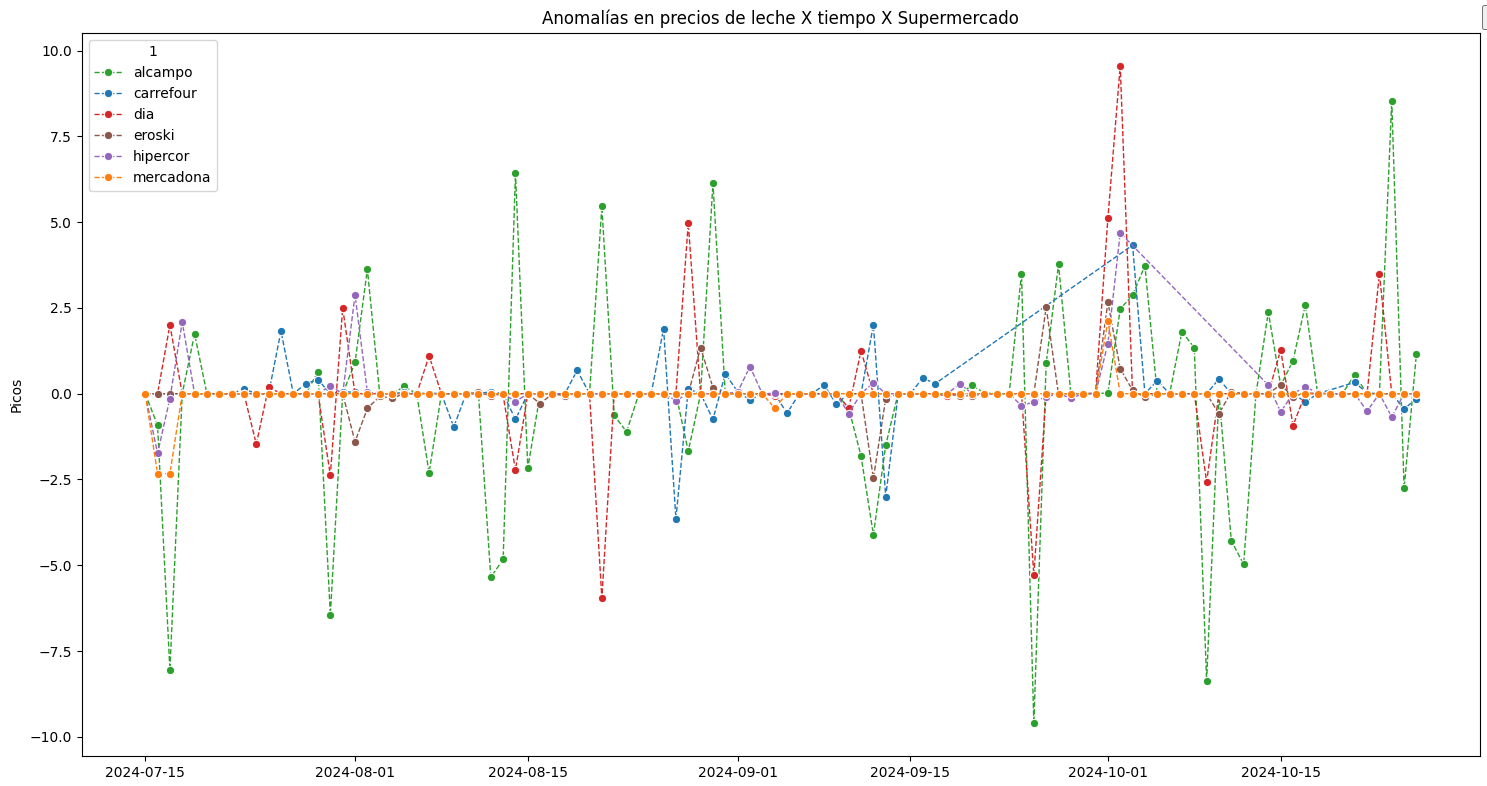 Anomalías en precios de leche X tiempo X Supermercado
10.0
7.5
5.0
2.5
0.0
−2.5
−5.0
−7.5
−10.0
Picos
1
alcampo
carrefour
dia
eroski
hipercor
mercadona
2024-07-15
2024-08-01
2024-08-15
2024-09-01
2024-09-15
2024-10-01
2024-10-15